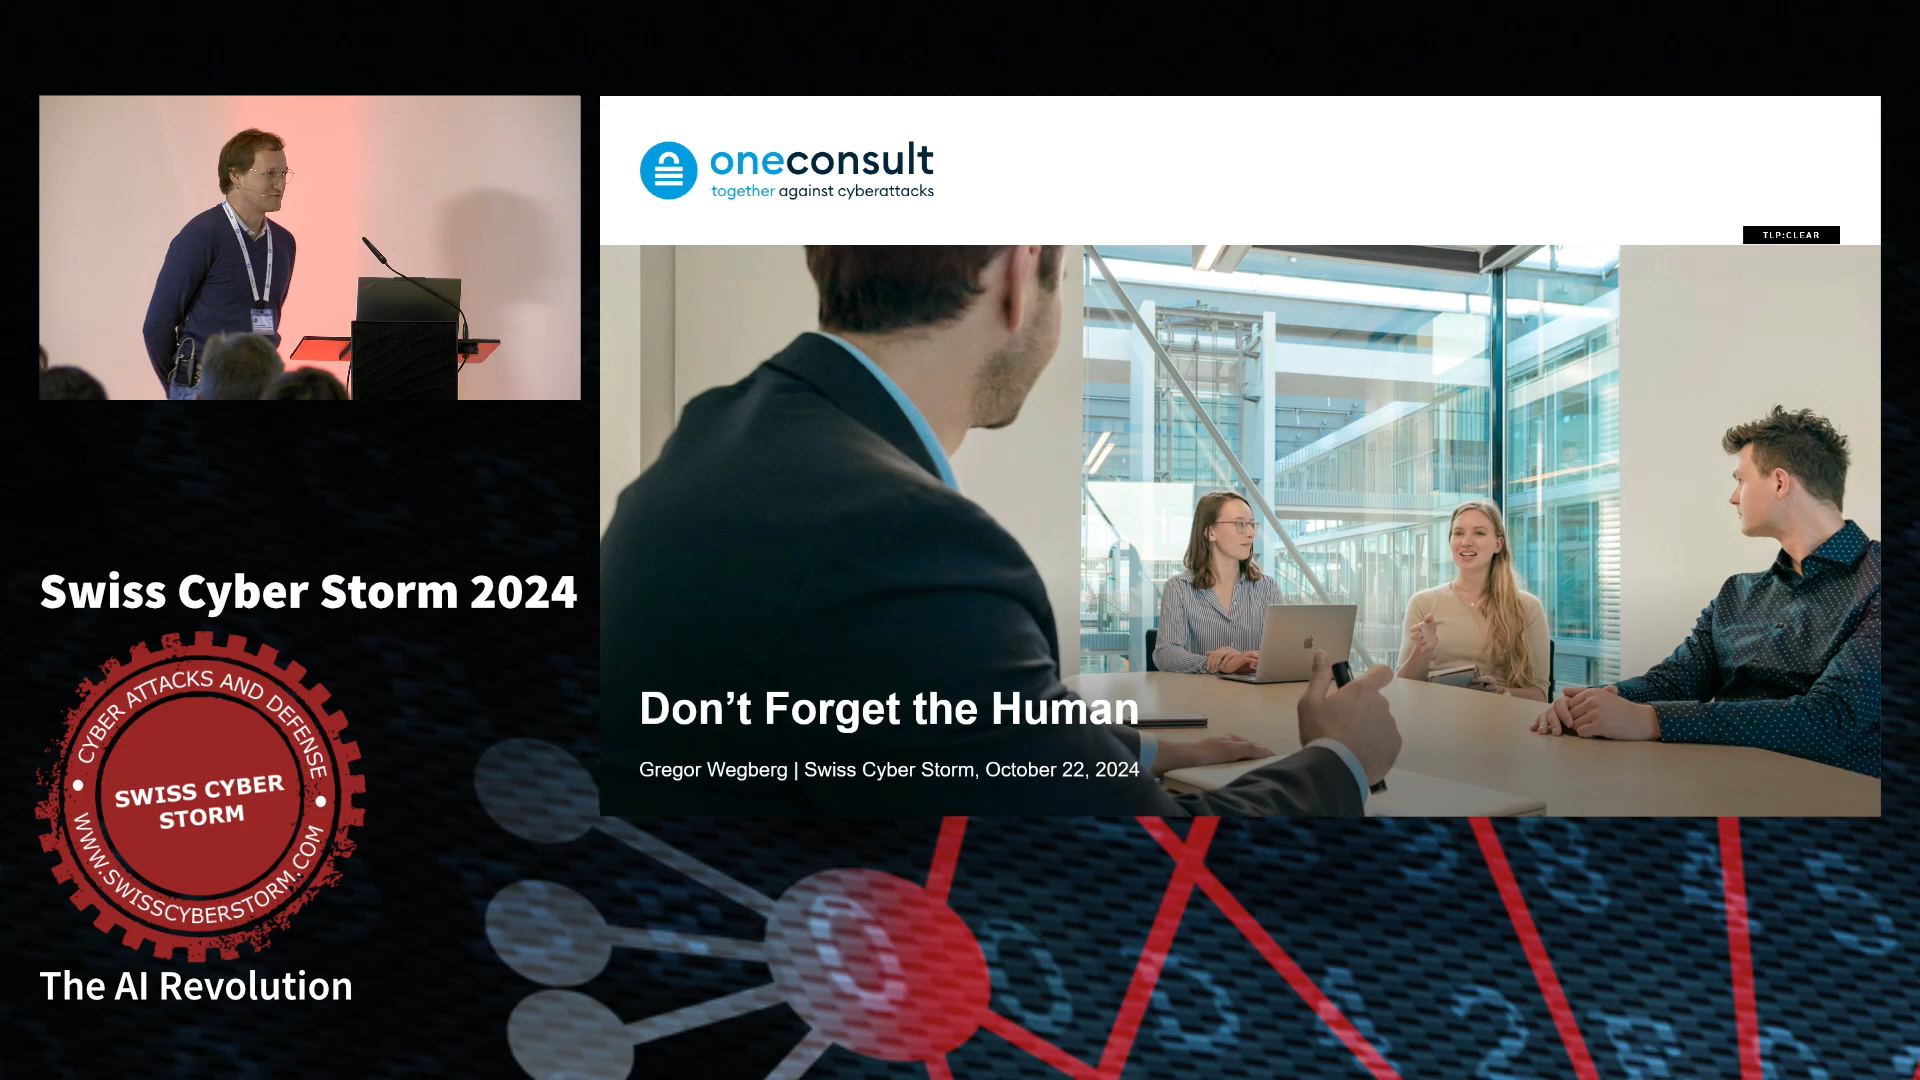 oneconsult
together against cyberattacks
TLP:CLEAR
Don’t Forget the Human
Gregor Wegberg | Swiss Cyber Storm, October 22, 2024
Swiss Cyber Storm 2024
CYBER ATTACKS AND DEFENSE
SWISS CYBER
STORM
WWW.SWISSCYBERSTORM.COM
The AI Revolution